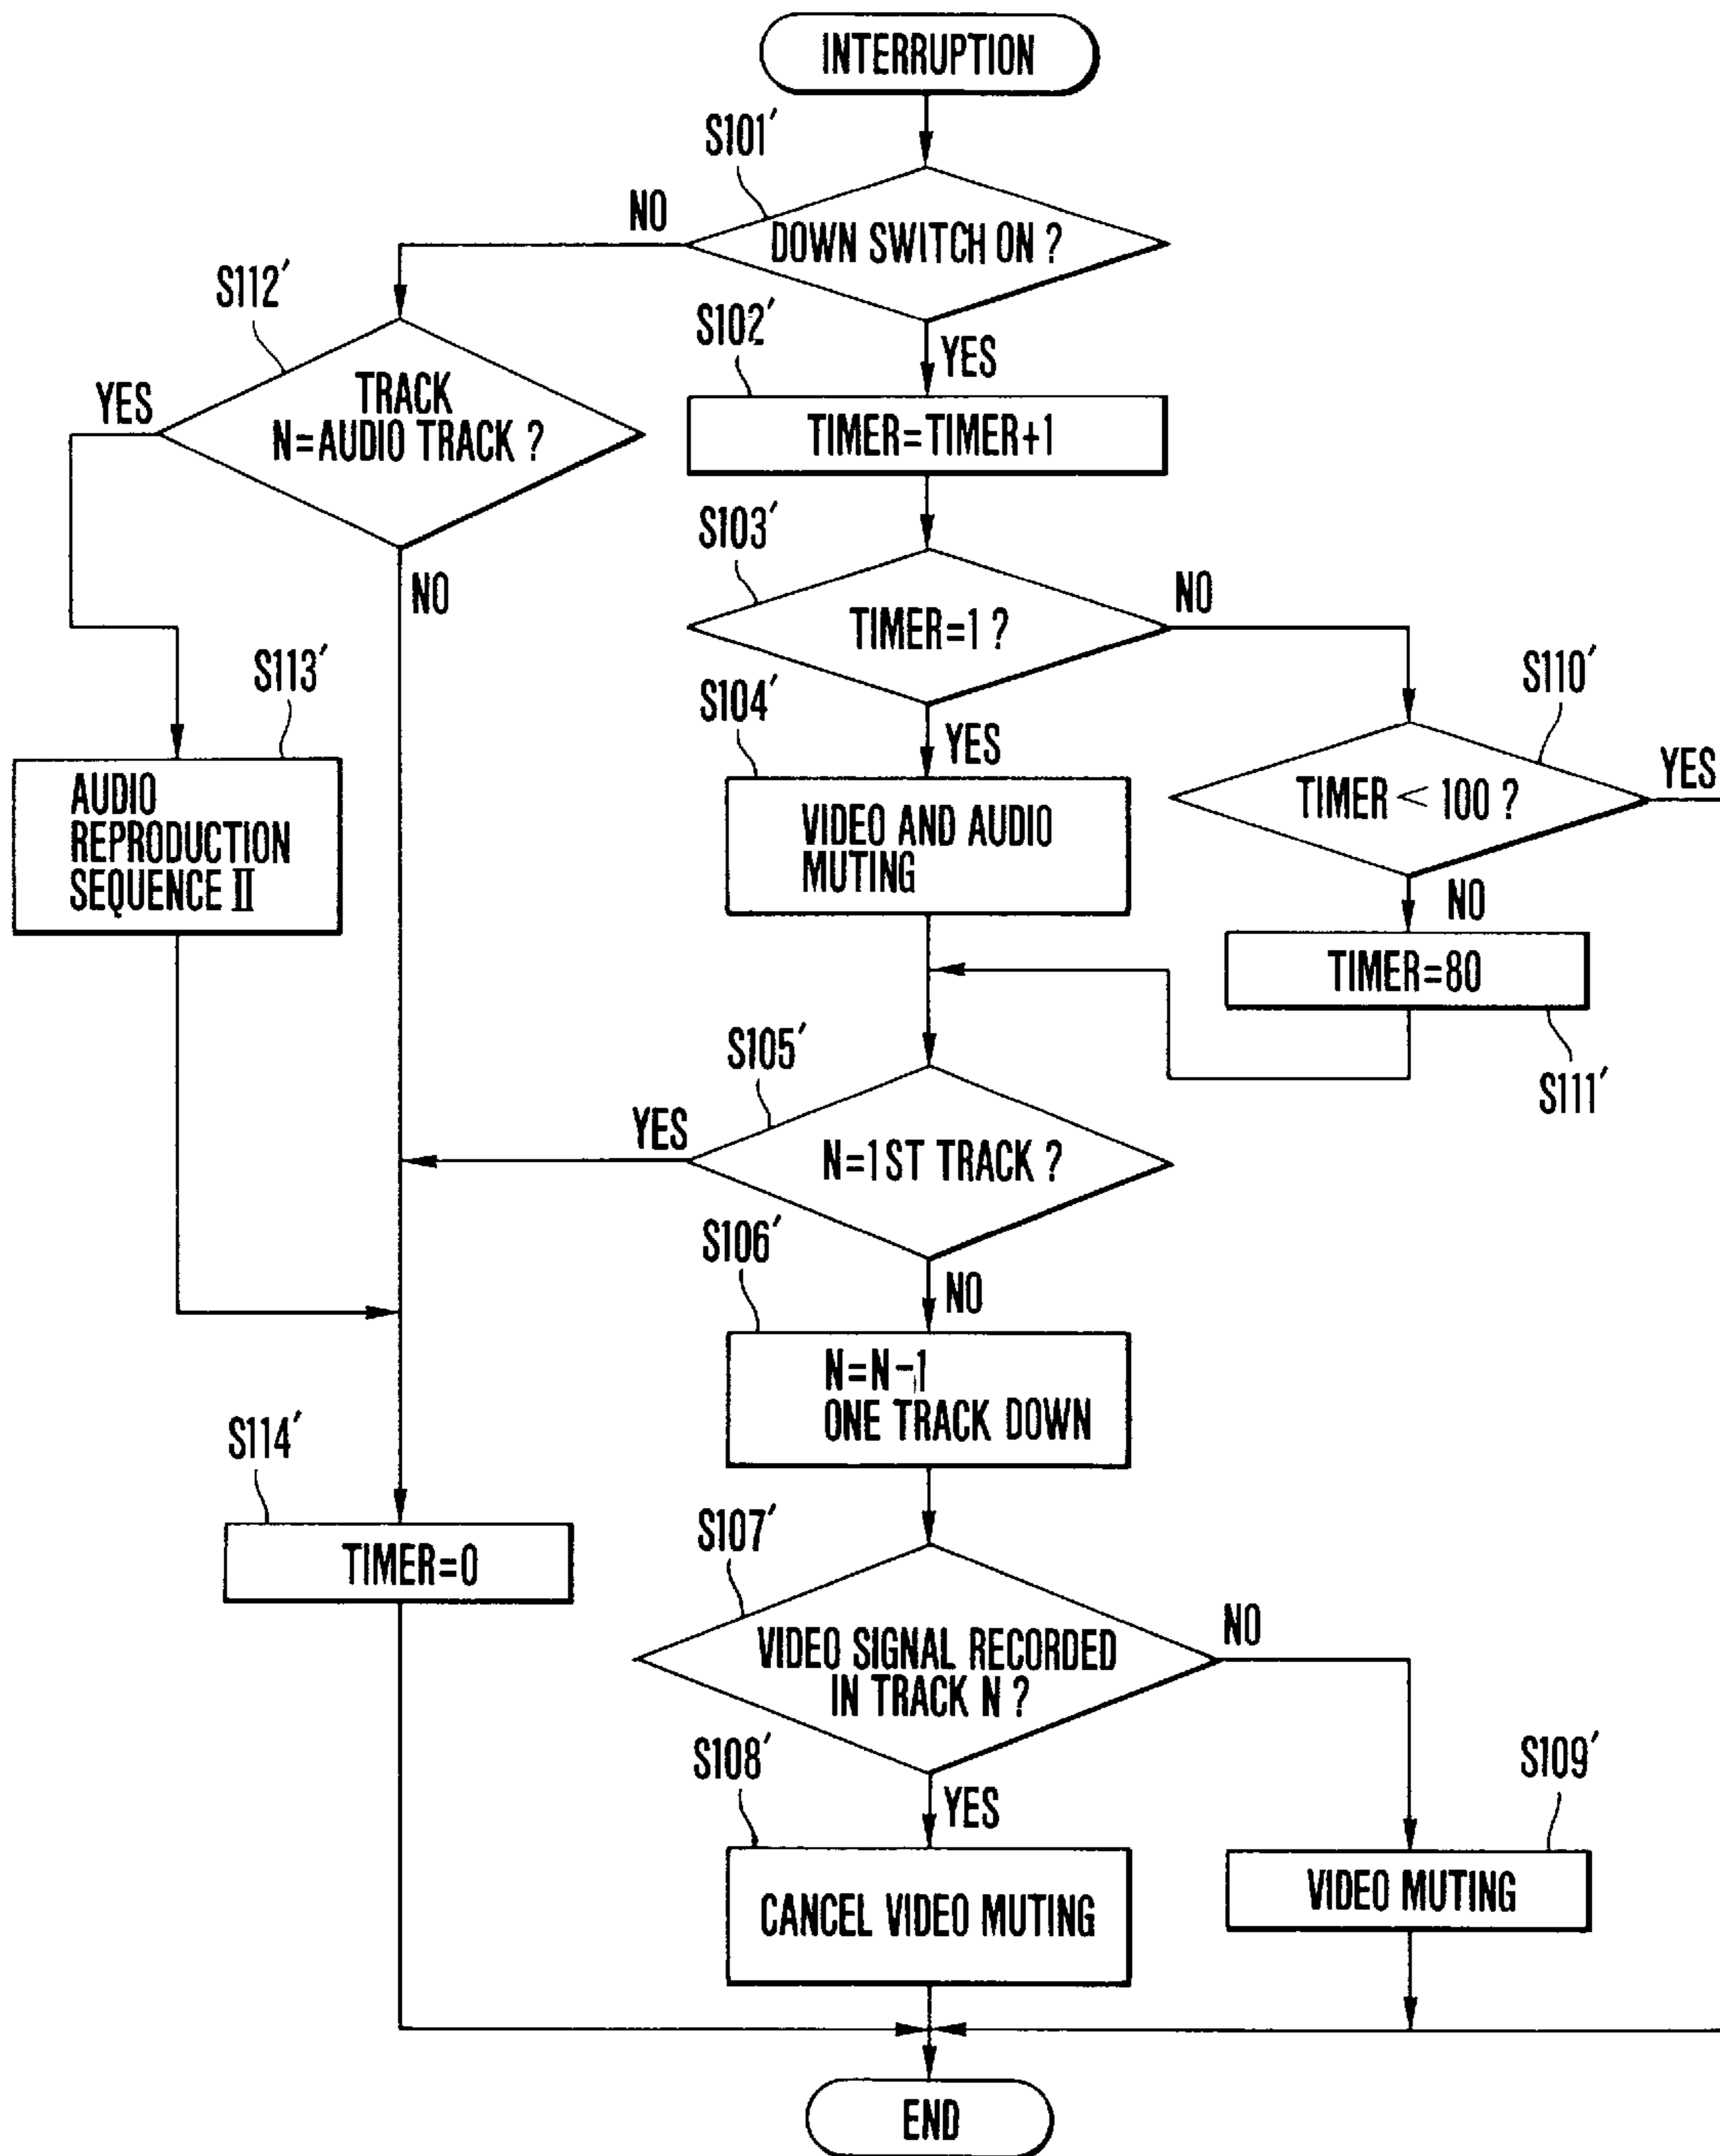 INTERRUPTION
S101′
DOWN SWITCH ON ?
NO
YES
S112′
TRACK
N=AUDIO TRACK ?
YES
NO
S102′
TIMER=TIMER+1
S103′
TIMER=1 ?
NO
YES
S110′
TIMER < 100 ?
YES
NO
S113′
AUDIO
REPRODUCTION
SEQUENCE II
S104′
VIDEO AND AUDIO
MUTING
TIMER=80
S111′
S105′
N=1ST TRACK ?
YES
NO
S106′
N=N-1
ONE TRACK DOWN
S114′
TIMER=0
S107′
VIDEO SIGNAL RECORDED
IN TRACK N ?
NO
YES
S108′
CANCEL VIDEO MUTING
S109′
VIDEO MUTING
END